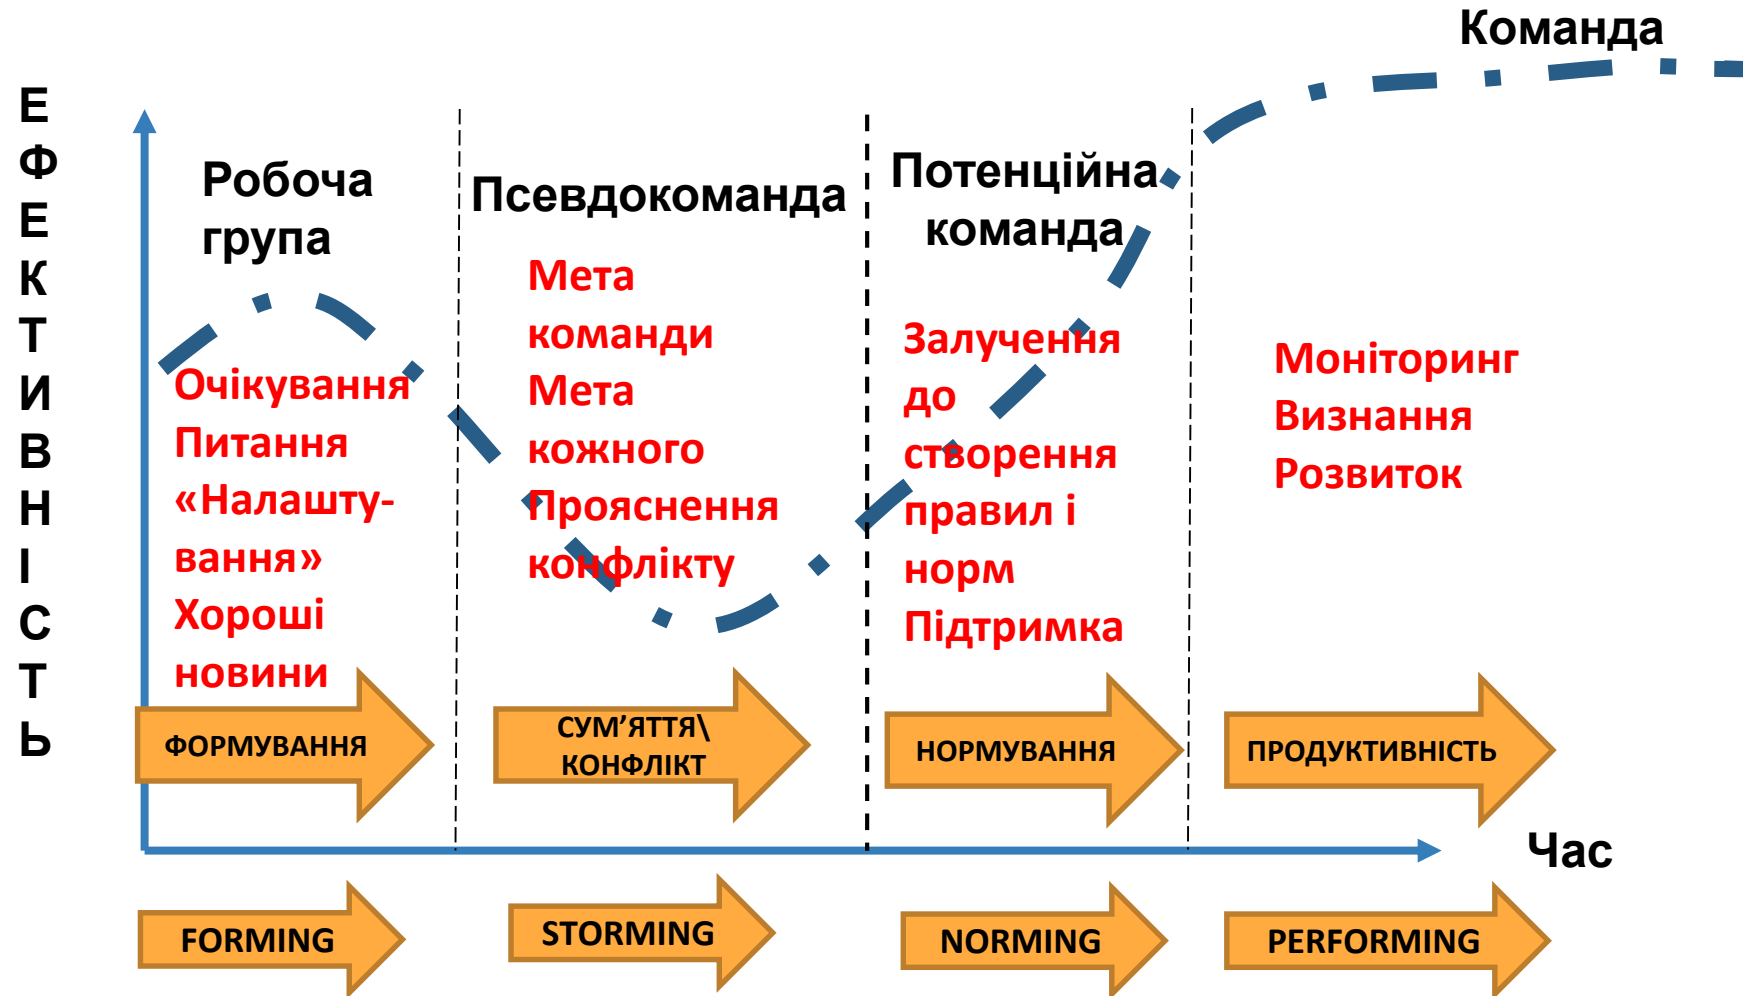 Команда
ЕФЕКТИВНІСТЬ
Робоча
група
Псевдокоманда
Потенційна
команда
Очікування
Питання
«Налашту-
вання»
Хороші
новини
Мета
команди
Мета
кожного
Прояснення
конфлікту
Залучення
до
створення
правил і
норм
Підтримка
Моніторинг
Визнання
Розвиток
ФОРМУВАННЯ
СУМ’ЯТТЯ\
КОНФЛІКТ
НОРМУВАННЯ
ПРОДУКТИВНІСТЬ
Час
FORMING
STORMING
NORMING
PERFORMING